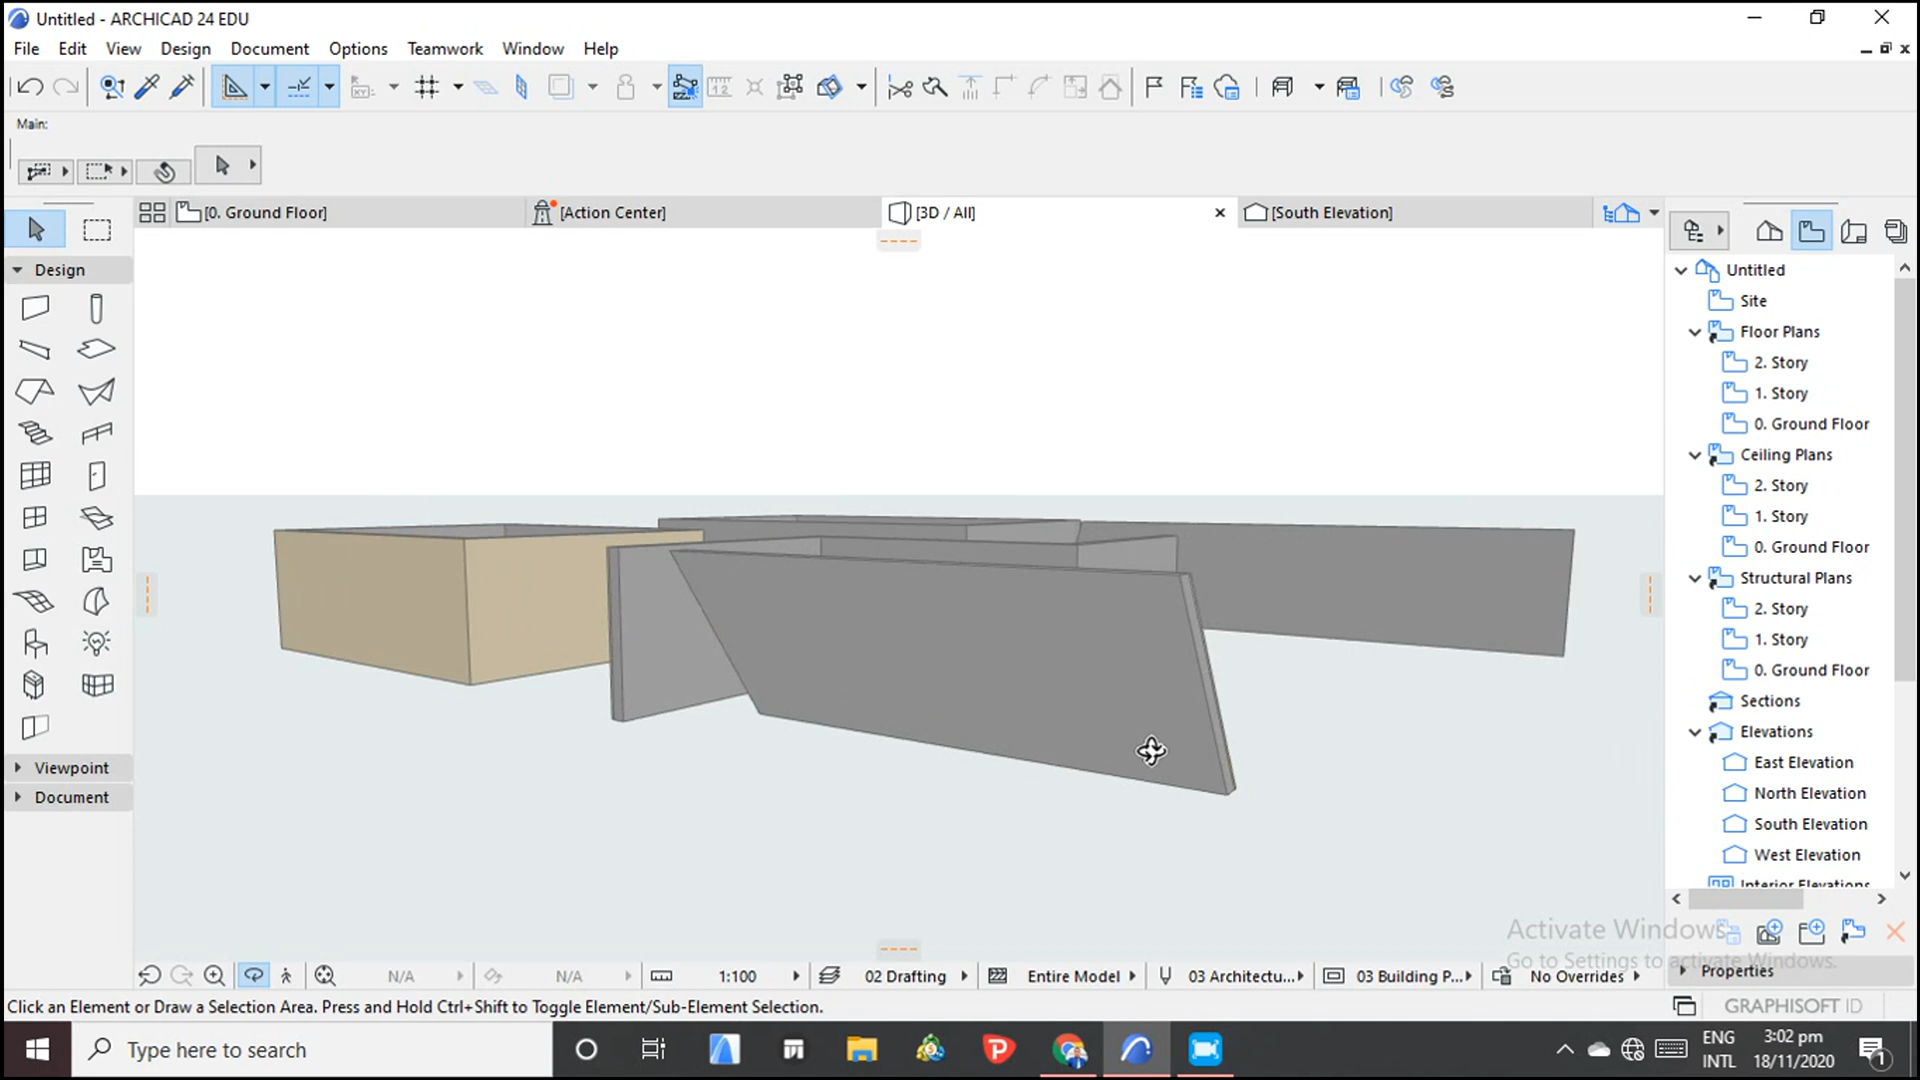 Untitled - ARCHICAD 24 EDU
File Edit View Design Document Options Teamwork Window Help
Main:
[0. Ground Floor] [Action Center] [3D / All] [South Elevation]
Design
Viewpoint
Document
Untitled
Site
Floor Plans
2. Story
1. Story
0. Ground Floor
Ceiling Plans
2. Story
1. Story
0. Ground Floor
Structural Plans
2. Story
1. Story
0. Ground Floor
Sections
Elevations
East Elevation
North Elevation
South Elevation
West Elevation
Interior Elevations
Activate Windows
Go to Settings to activate Windows.
Properties
N/A N/A 1:100 02 Drafting Entire Model 03 Architectu... 03 Building P... No Overrides
Click an Element or Draw a Selection Area. Press and Hold Ctrl+Shift to Toggle Element/Sub-Element Selection.
GRAPHISOFT ID
Type here to search
ENG
INTL
3:02 pm
18/11/2020
1